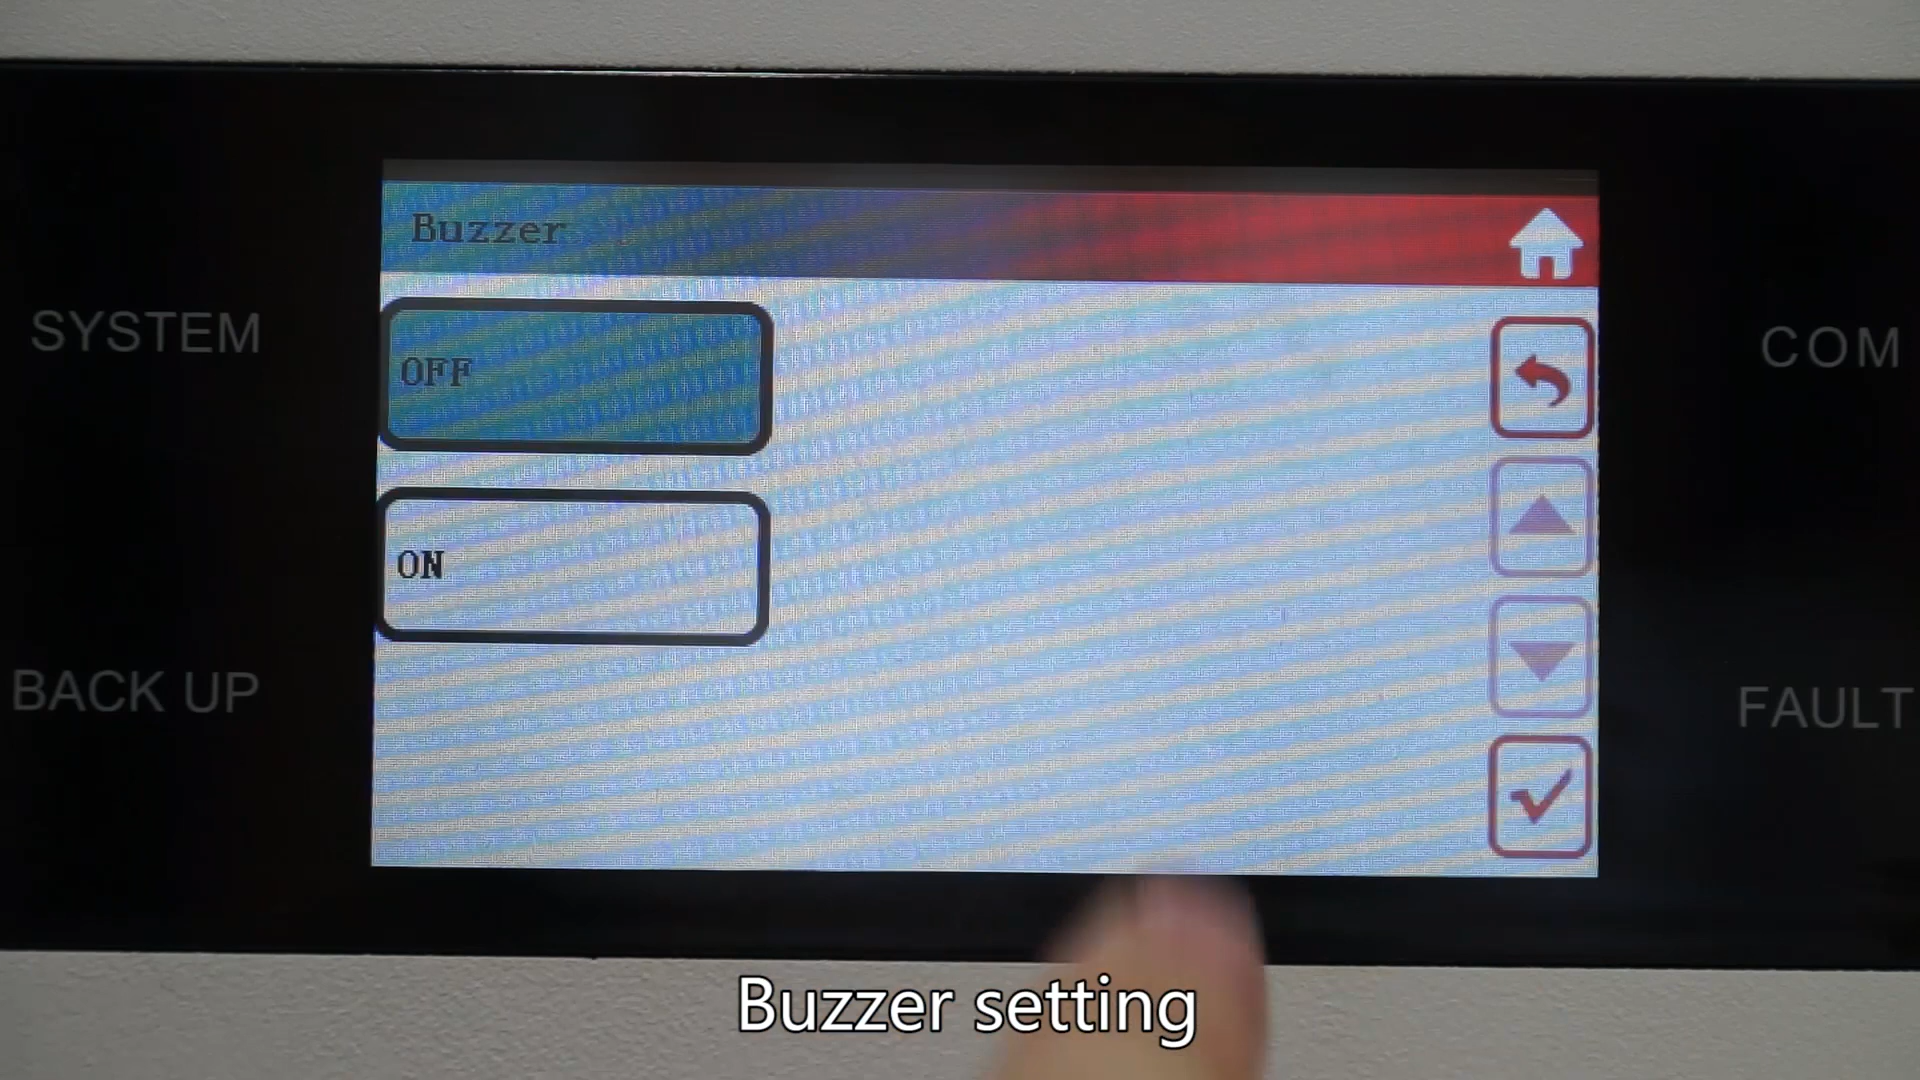 Buzzer
SYSTEM
OFF
COM
ON
BACK UP
FAULT
Buzzer setting